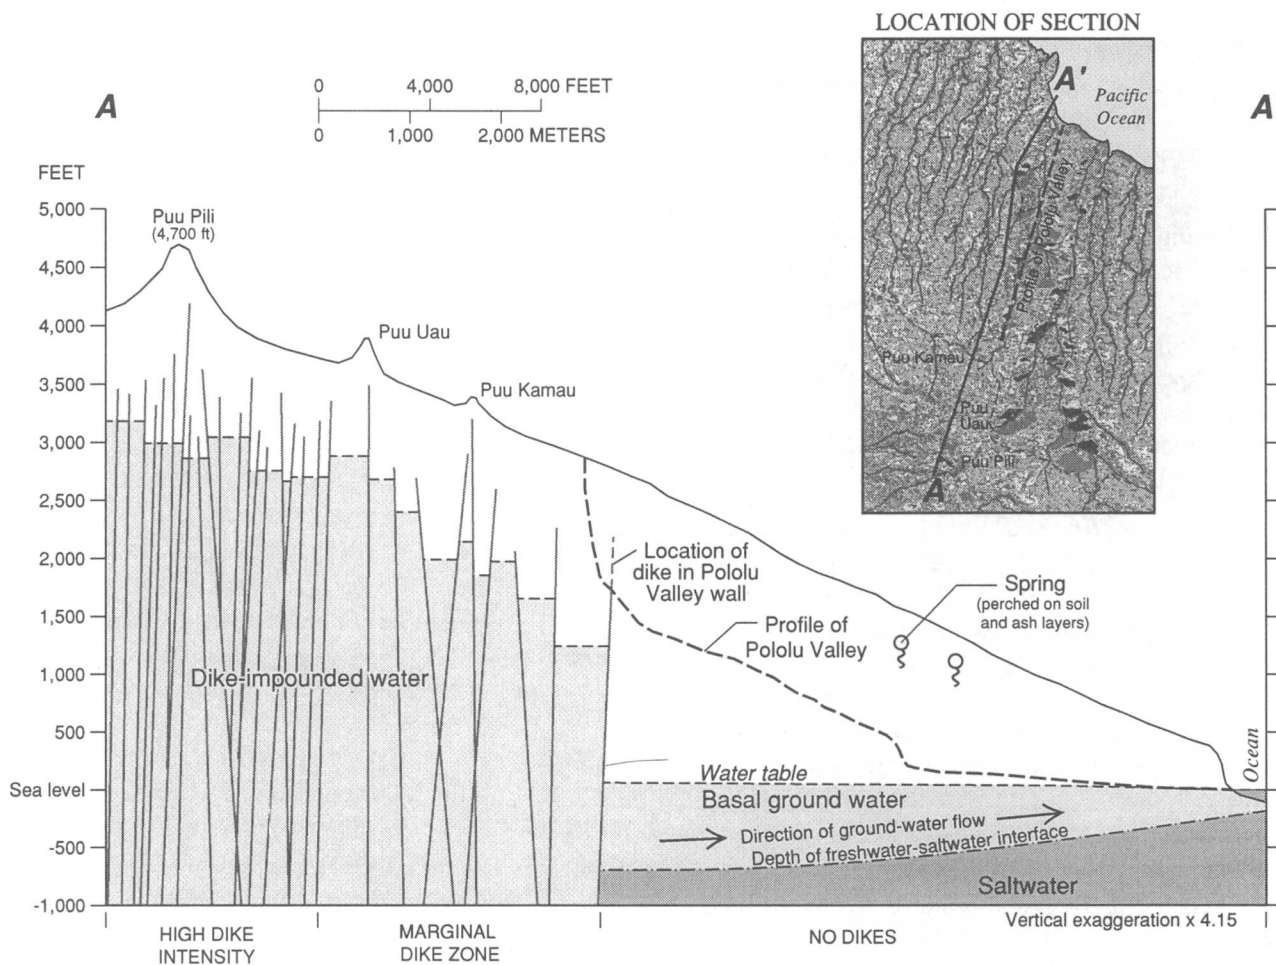 LOCATION OF SECTION
A
0 4,000 8,000 FEET
0 1,000 2,000 METERS
A'
Pacific
Ocean
Profile of Pololu Valley
Puu Kamau
Puu
Uau
Puu Pili
A
A
FEET
5,000
4,500
4,000
3,500
3,000
2,500
2,000
1,500
1,000
500
Sea level
-500
-1,000
Puu Pili
(4,700 ft)
Puu Uau
Puu Kamau
Location of
dike in Pololu
Valley wall
Profile of
Pololu Valley
Spring
(perched on soil
and ash layers)
Dike-impounded water
Water table
Basal ground water
Direction of ground-water flow
Depth of freshwater-saltwater interface
Saltwater
Ocean
Vertical exaggeration x 4.15
HIGH DIKE
INTENSITY
MARGINAL
DIKE ZONE
NO DIKES